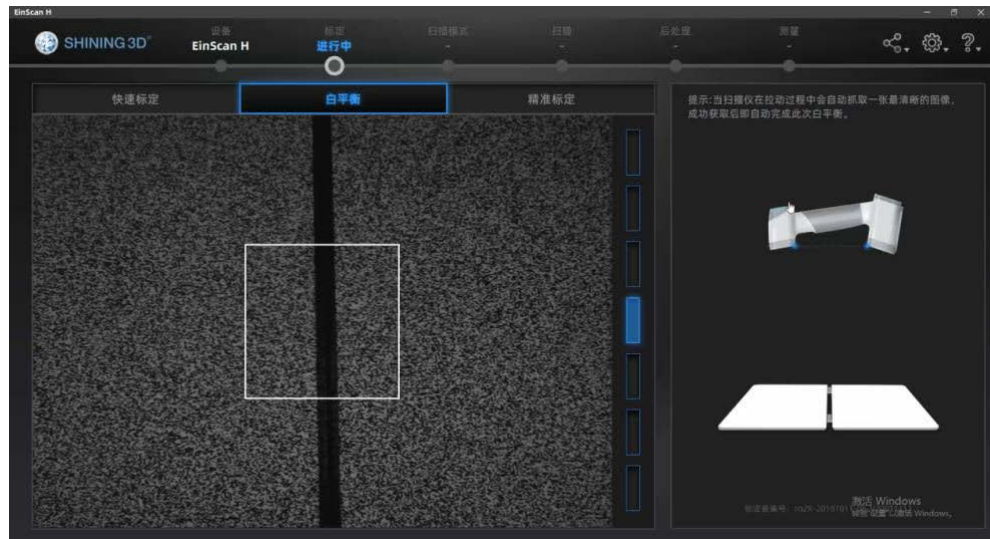 EinScan H
SHINING 3D
设备
EinScan H
标定
进行中
扫描模式
-
扫描
-
后处理
-
测量
-
快速标定
白平衡
精准标定
提示:当扫描仪在拉动过程中会自动抓取一张最清晰的图像,
成功获取后即自动完成此次白平衡。
激活 Windows